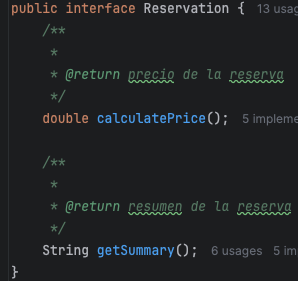 public interface Reservation { 13 usag
/**
*
* @return precio de la reserva
*/
double calculatePrice(); 5 impleme
/**
*
* @return resumen de la reserva
*/
String getSummary(); 6 usages 5 im
}